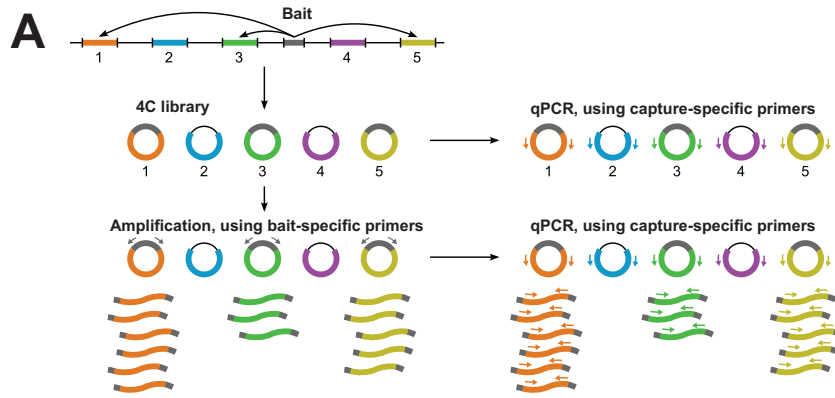 A
Bait
1 2 3 4 5
4C library
qPCR, using capture-specific primers
1 2 3 4 5
1 2 3 4 5
Amplification, using bait-specific primers
qPCR, using capture-specific primers